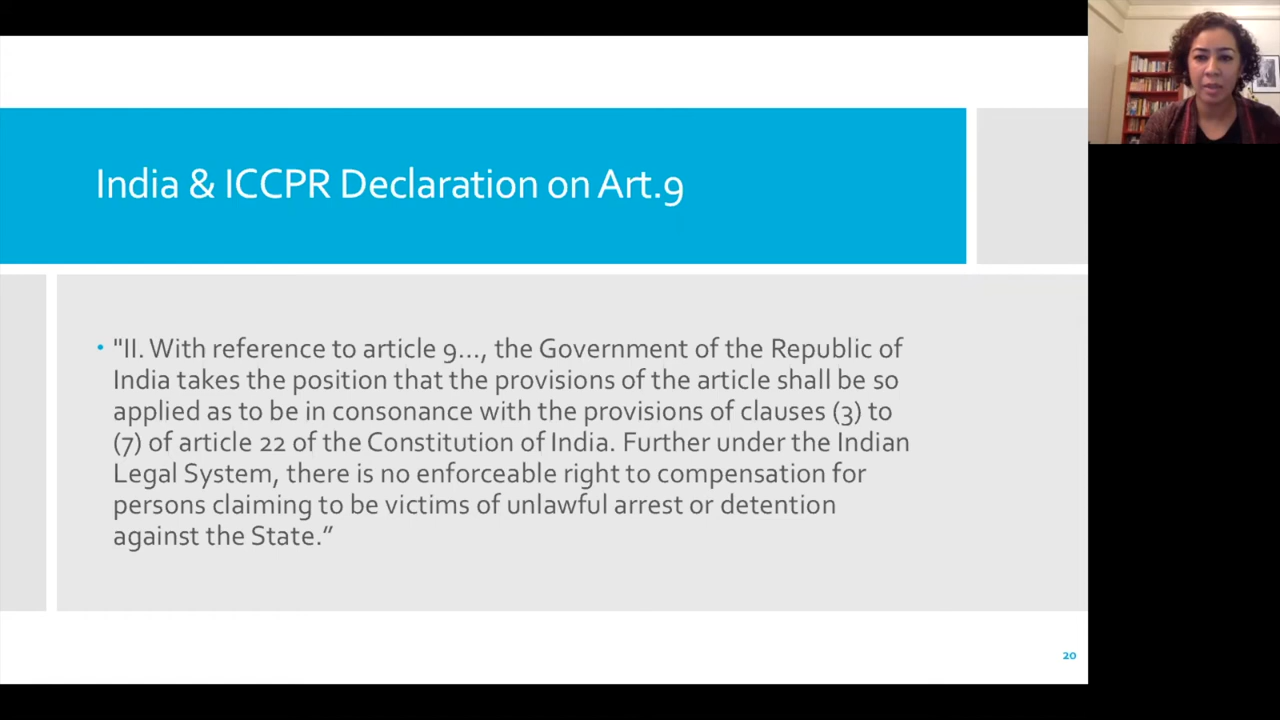 India & ICCPR Declaration on Art.9
• "II. With reference to article 9…, the Government of the Republic of
India takes the position that the provisions of the article shall be so
applied as to be in consonance with the provisions of clauses (3) to
(7) of article 22 of the Constitution of India. Further under the Indian
Legal System, there is no enforceable right to compensation for
persons claiming to be victims of unlawful arrest or detention
against the State.”
20